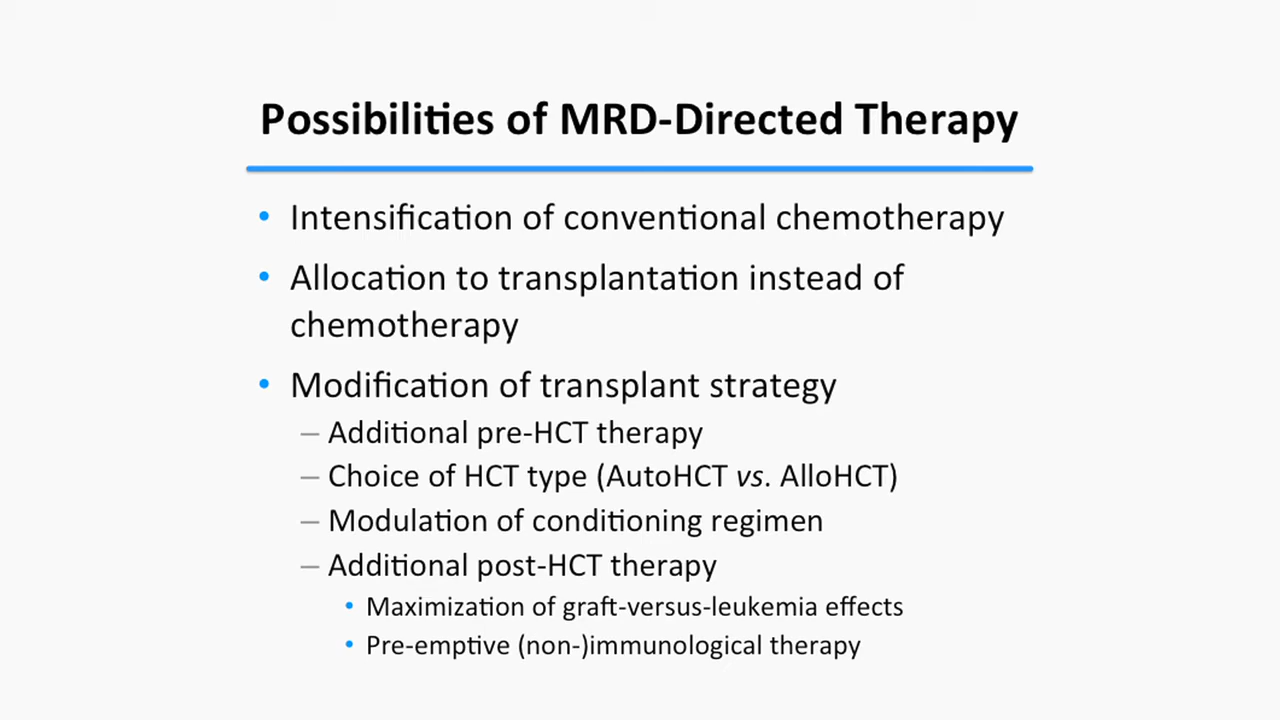 Possibilities of MRD-Directed Therapy
• Intensification of conventional chemotherapy
• Allocation to transplantation instead of
chemotherapy
• Modification of transplant strategy
– Additional pre-HCT therapy
– Choice of HCT type (AutoHCT vs. AlloHCT)
– Modulation of conditioning regimen
– Additional post-HCT therapy
• Maximization of graft-versus-leukemia effects
• Pre-emptive (non-)immunological therapy